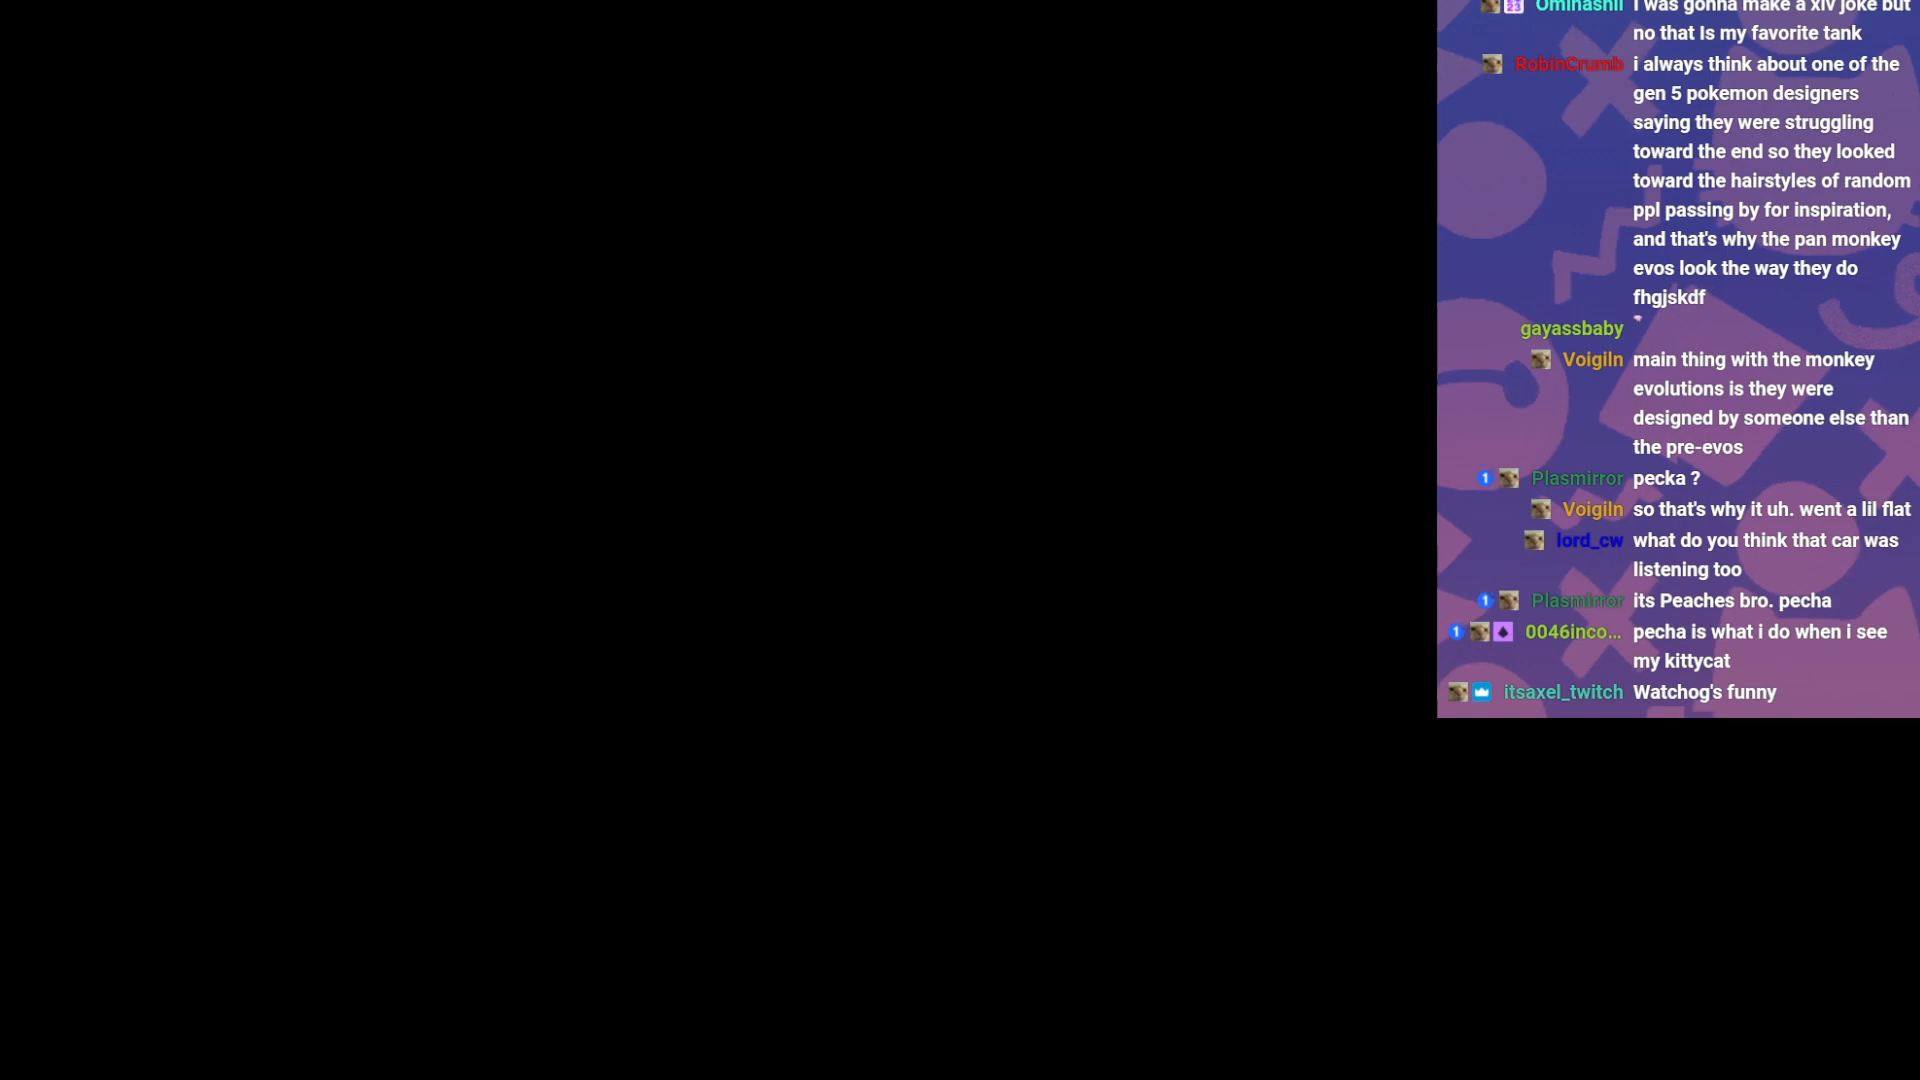 Ominashii i was gonna make a xiv joke but
no that Is my favorite tank
RobinCrumb i always think about one of the
gen 5 pokemon designers
saying they were struggling
toward the end so they looked
toward the hairstyles of random
ppl passing by for inspiration,
and that's why the pan monkey
evos look the way they do
fhgjskdf
gayassbaby
Voigiln main thing with the monkey
evolutions is they were
designed by someone else than
the pre-evos
1 Plasmirror pecka ?
Voigiln so that's why it uh. went a lil flat
lord_cw what do you think that car was
listening too
1 Plasmirror its Peaches bro. pecha
1 0046inco... pecha is what i do when i see
my kittycat
itsaxel_twitch Watchog's funny